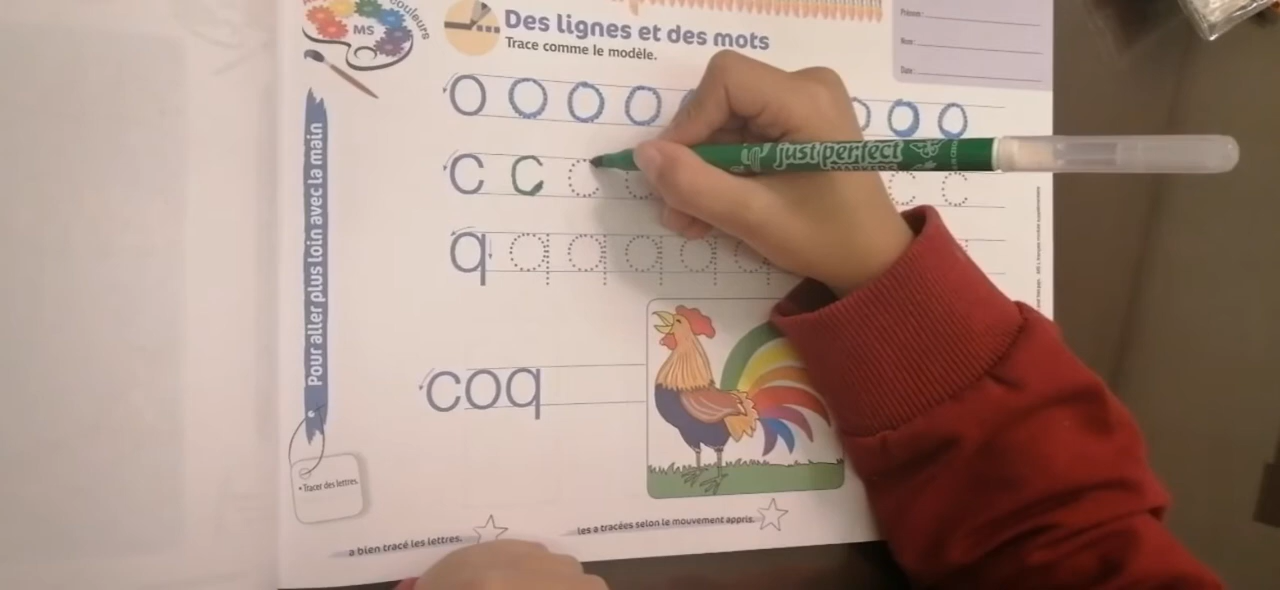 couleurs
MS
Des lignes et des mots
Trace comme le modèle.
Prénom :
Nom :
Date :
O O O O O O O
c c c c c c
just perfect
MARKERS
q q q q q q
Pour aller plus loin avec la main
coq
• Tracer des lettres.
a bien tracé les lettres.
les a tracées selon le mouvement appris.